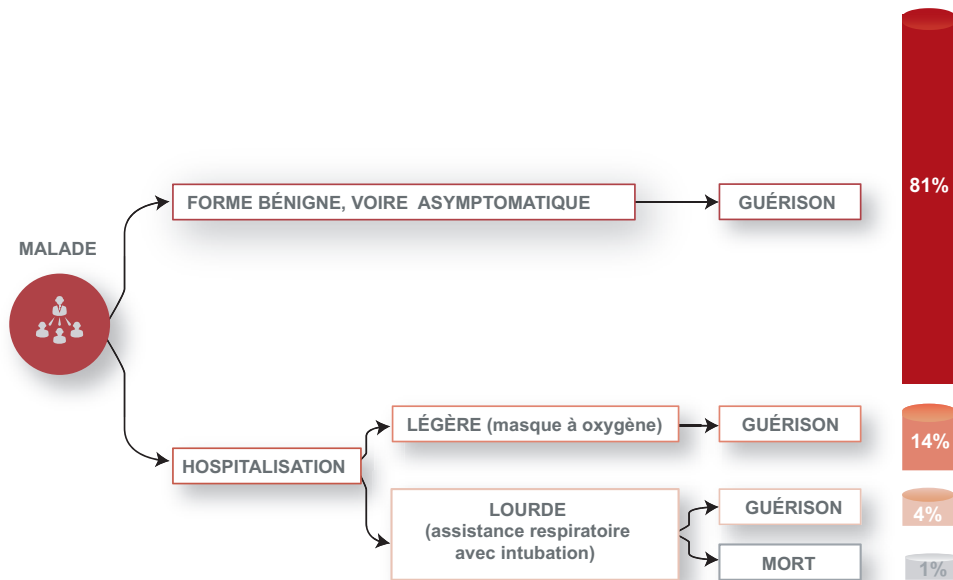 81%
FORME BÉNIGNE, VOIRE ASYMPTOMATIQUE
GUÉRISON
MALADE
LÉGÈRE (masque à oxygène)
GUÉRISON
14%
HOSPITALISATION
LOURDE
(assistance respiratoire
avec intubation)
GUÉRISON
4%
MORT
1%